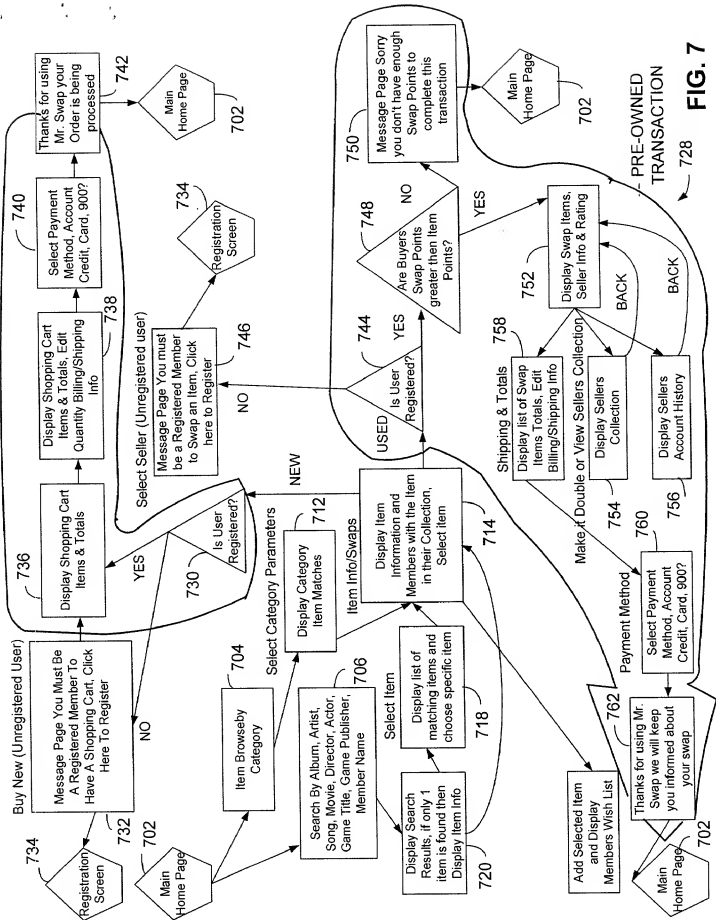 FIG. 7
PRE-OWNED
TRANSACTION
728
Buy New (Unregistered User)
Message Page You Must Be
A Registered Member To
Have A Shopping Cart, Click
Here To Register
732
Registration
Screen
734
NO
YES
Is User
Registered?
730
NEW
736
Display Shopping Cart
Items & Totals
Display Shopping Cart
Items & Totals, Edit
Quantity Billing/Shipping
Info
738
740
Select Payment
Method, Account
Credit, Card, 900?
Thanks for using
Mr. Swap your
Order is being
processed
742
Main
Home Page
702
Main
Home Page
702
Item Browseby
Category
704
Select Category Parameters
Display Category
Item Matches
712
Search By Album, Artist,
Song, Movie, Director, Actor,
Game Title, Game Publisher,
Member Name
706
Display Search
Results, if only 1
item is found then
Display Item Info
720
Select Item
Display list of
matching items and
choose specific item
718
Item Info/Swaps
Display Item
Information and
Members with the Item
in their Collection,
Select item
714
Select Seller (Unregistered user)
Message Page You must
be a Registered Member
to Swap an Item, Click
here to Register
746
Registration
Screen
734
NO
USED
Is User
Registered?
744
YES
748
Are Buyers
Swap Points
greater then Item
Points?
NO
YES
750
Message Page Sorry
you don't have enough
Swap Points to
complete this
transaction
Main
Home Page
702
752
Display Swap Items,
Seller Info & Rating
BACK
BACK
Shipping & Totals
Display list of Swap
Items Totals, Edit
Billing/Shipping Info
758
Make it Double or View Sellers Collection
Display Sellers
Collection
754
Display Sellers
Account History
756
Payment Method
Select Payment
Method, Account
Credit, Card, 900?
760
762
Thanks for using Mr.
Swap we will keep
you informed about
your swap
Add Selected Item
and Display
Members Wish List
Main
Home Page
702